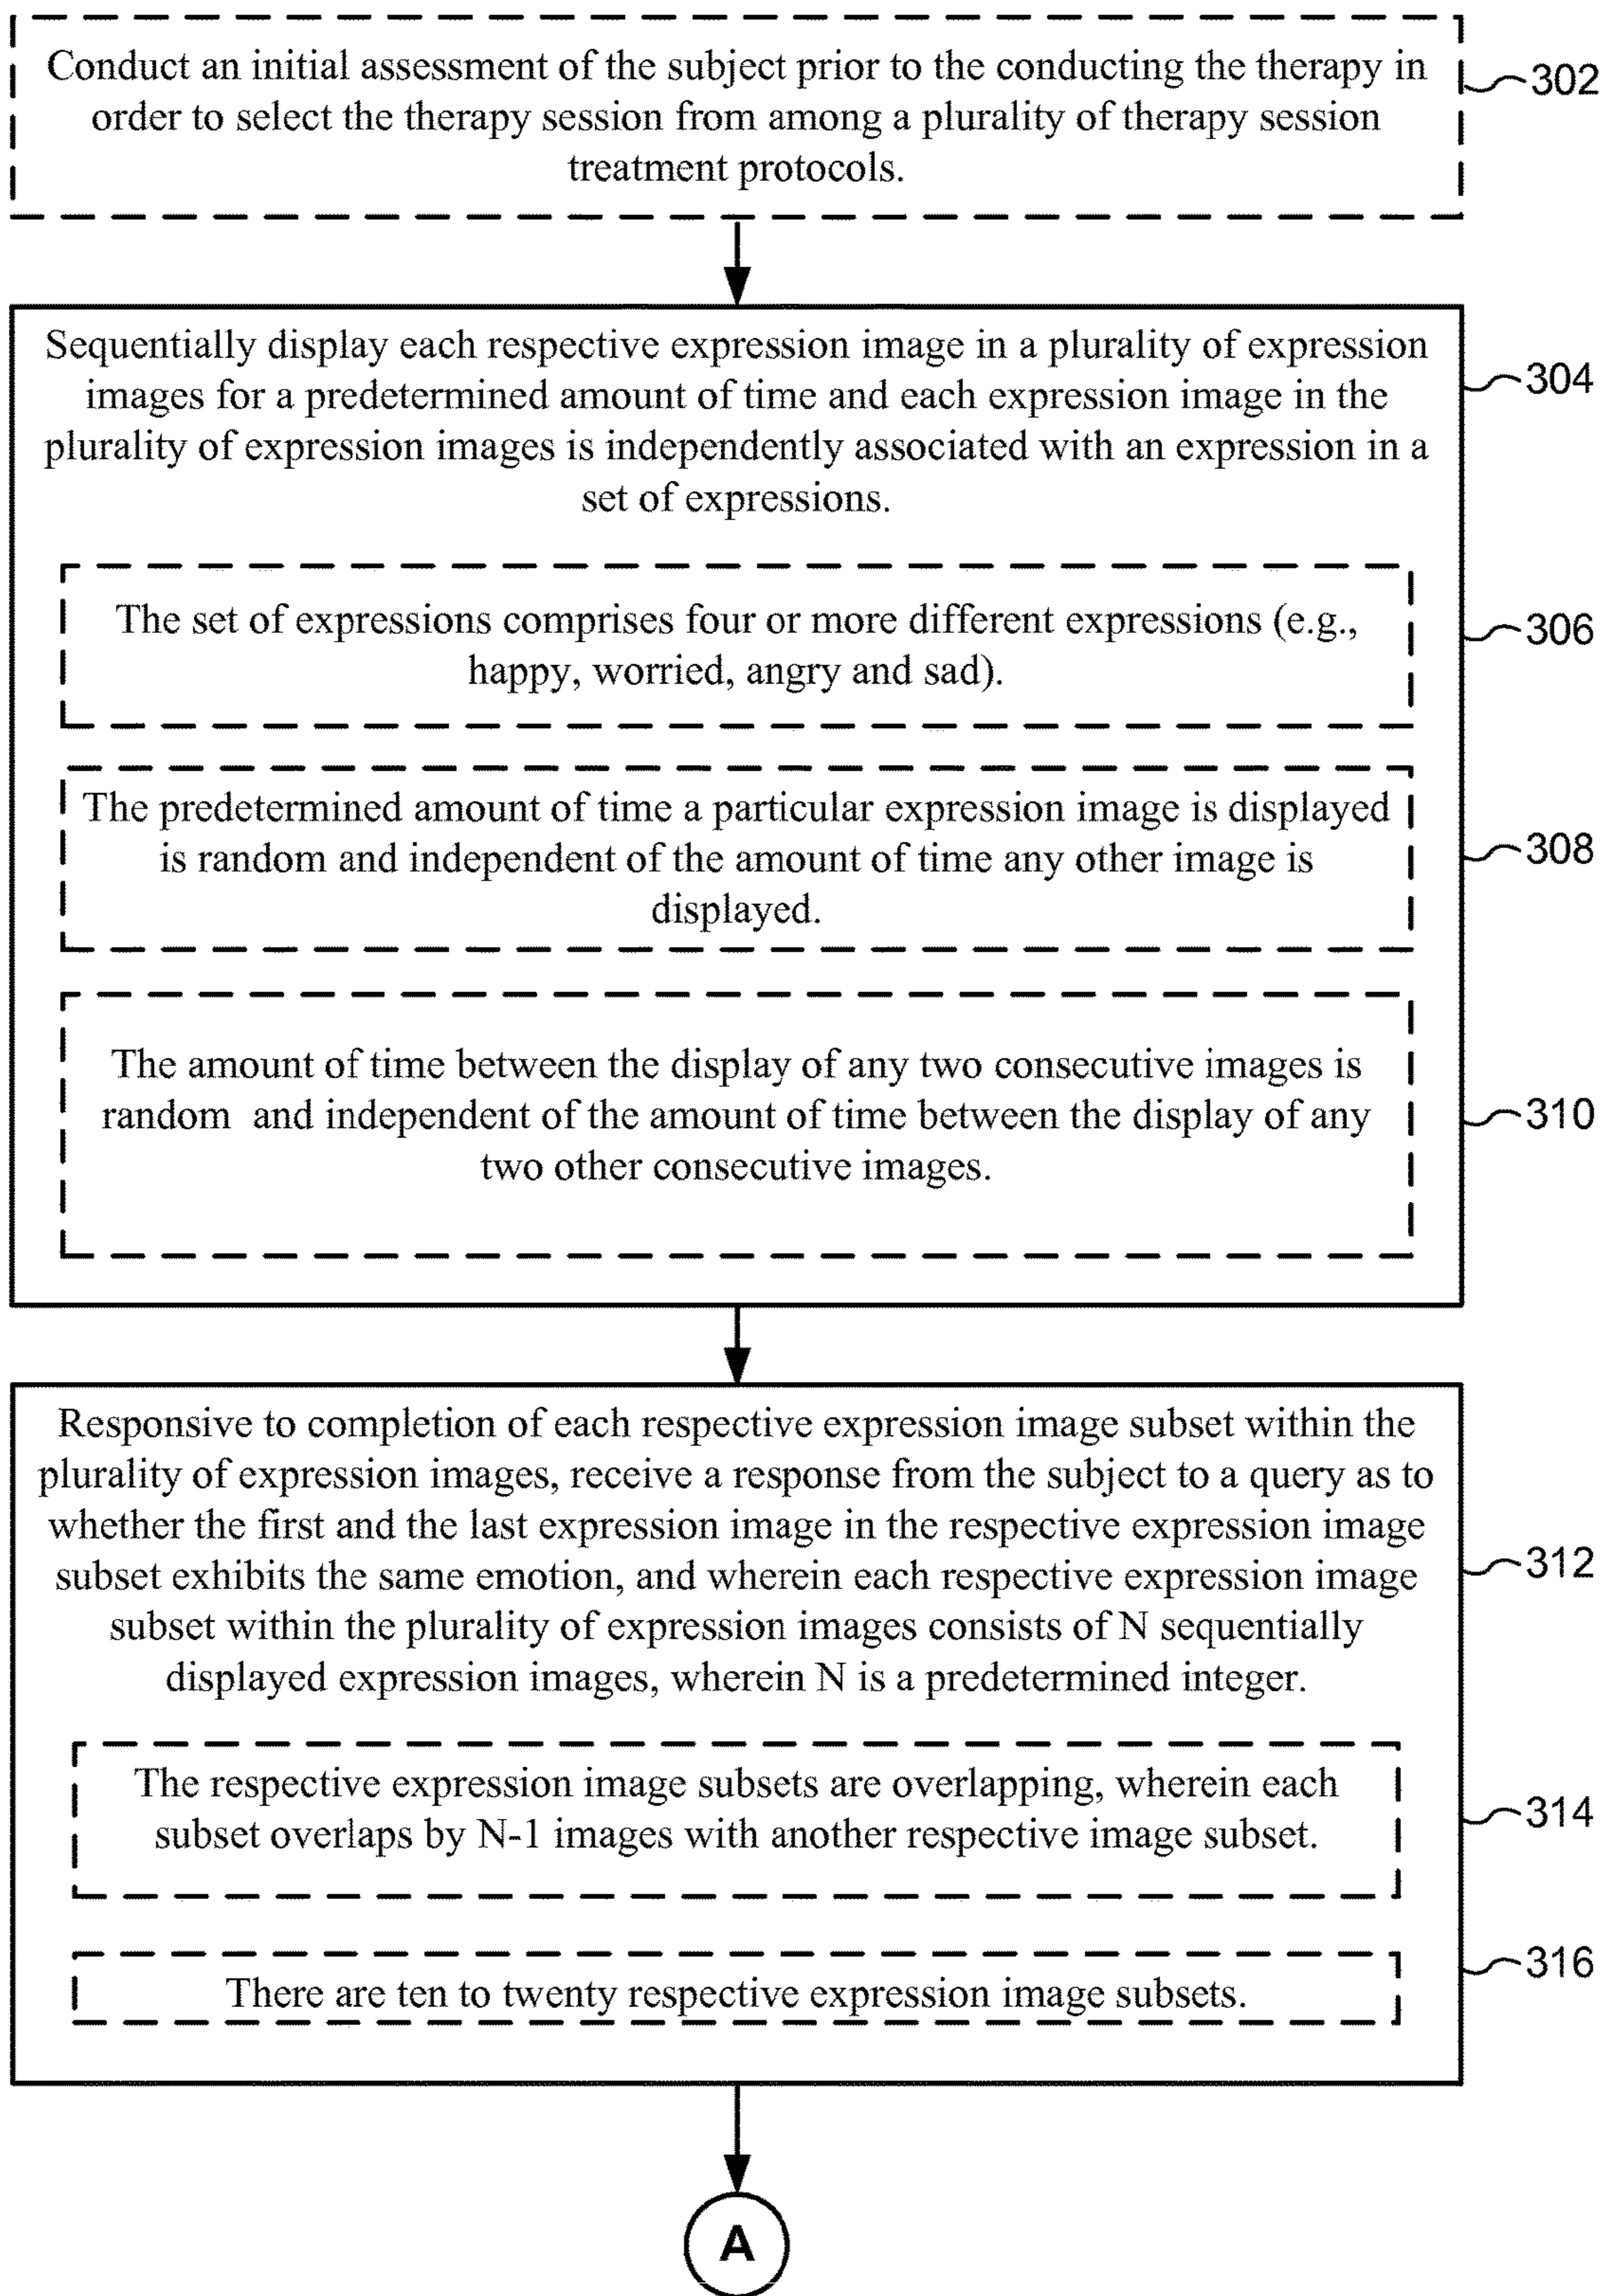 Conduct an initial assessment of the subject prior to the conducting the therapy in
order to select the therapy session from among a plurality of therapy session
treatment protocols.
302
Sequentially display each respective expression image in a plurality of expression
images for a predetermined amount of time and each expression image in the
plurality of expression images is independently associated with an expression in a
set of expressions.
304
The set of expressions comprises four or more different expressions (e.g.,
happy, worried, angry and sad).
306
The predetermined amount of time a particular expression image is displayed
is random and independent of the amount of time any other image is
displayed.
308
The amount of time between the display of any two consecutive images is
random and independent of the amount of time between the display of any
two other consecutive images.
310
Responsive to completion of each respective expression image subset within the
plurality of expression images, receive a response from the subject to a query as to
whether the first and the last expression image in the respective expression image
subset exhibits the same emotion, and wherein each respective expression image
subset within the plurality of expression images consists of N sequentially
displayed expression images, wherein N is a predetermined integer.
312
The respective expression image subsets are overlapping, wherein each
subset overlaps by N-1 images with another respective image subset.
314
There are ten to twenty respective expression image subsets.
316
A